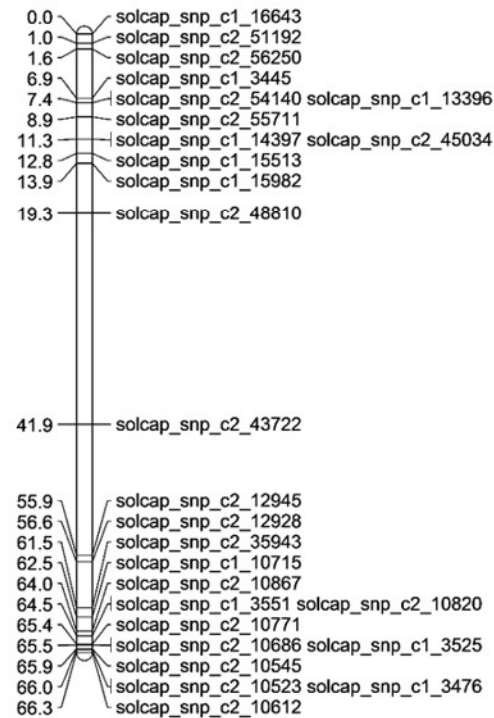 0.0 solcap_snp_c1_16643
1.0 solcap_snp_c2_51192
1.6 solcap_snp_c2_56250
6.9 solcap_snp_c1_3445
7.4 solcap_snp_c2_54140 solcap_snp_c1_13396
8.9 solcap_snp_c2_55711
11.3 solcap_snp_c1_14397 solcap_snp_c2_45034
12.8 solcap_snp_c1_15513
13.9 solcap_snp_c1_15982
19.3 solcap_snp_c2_48810
41.9 solcap_snp_c2_43722
55.9 solcap_snp_c2_12945
56.6 solcap_snp_c2_12928
61.5 solcap_snp_c2_35943
62.5 solcap_snp_c1_10715
64.0 solcap_snp_c2_10867
64.5 solcap_snp_c1_3551 solcap_snp_c2_10820
65.4 solcap_snp_c2_10771
65.5 solcap_snp_c2_10686 solcap_snp_c1_3525
65.9 solcap_snp_c2_10545
66.0 solcap_snp_c2_10523 solcap_snp_c1_3476
66.3 solcap_snp_c2_10612